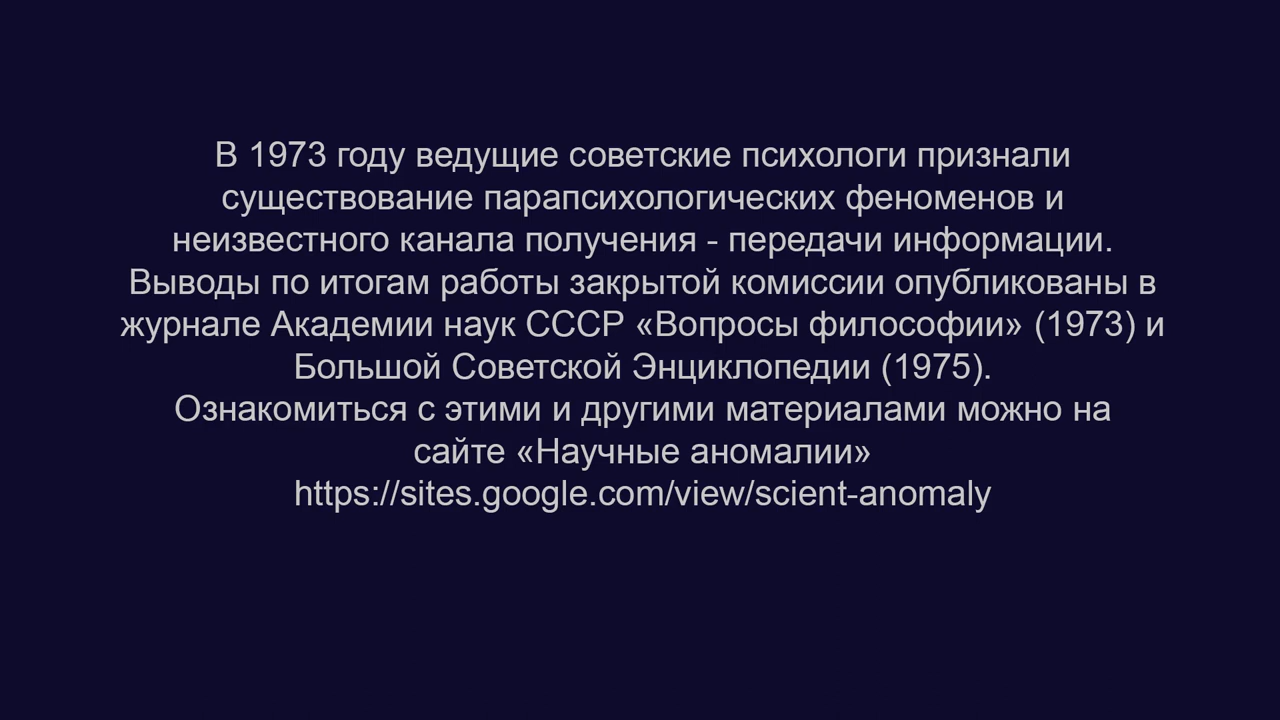 В 1973 году ведущие советские психологи признали
существование парапсихологических феноменов и
неизвестного канала получения - передачи информации.
Выводы по итогам работы закрытой комиссии опубликованы в
журнале Академии наук СССР «Вопросы философии» (1973) и
Большой Советской Энциклопедии (1975).
Ознакомиться с этими и другими материалами можно на
сайте «Научные аномалии»
https://sites.google.com/view/scient-anomaly